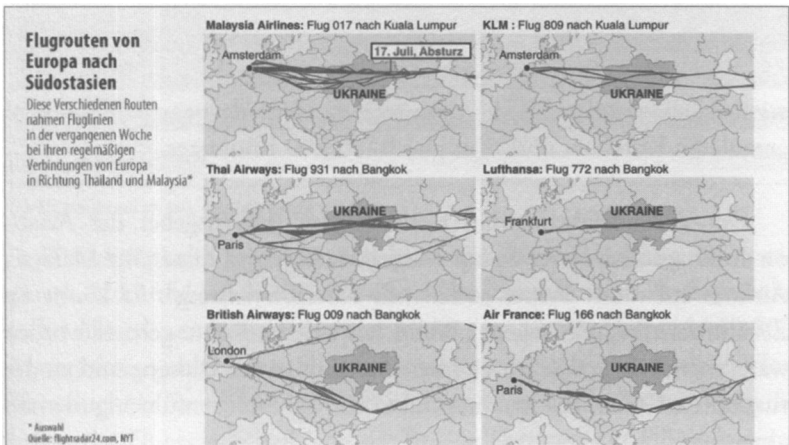 Flugrouten von
Europa nach
Südostasien
Diese Verschiedenen Routen
nahmen Fluglinien
in der vergangenen Woche
bei ihren regelmäßigen
Verbindungen von Europa
in Richtung Thailand und Malaysia*
Malaysia Airlines: Flug 017 nach Kuala Lumpur
Amsterdam
17. Juli, Absturz
UKRAINE
KLM : Flug 809 nach Kuala Lumpur
Amsterdam
UKRAINE
Thai Airways: Flug 931 nach Bangkok
UKRAINE
Paris
Lufthansa: Flug 772 nach Bangkok
UKRAINE
Frankfurt
British Airways: Flug 009 nach Bangkok
London
UKRAINE
Air France: Flug 166 nach Bangkok
UKRAINE
Paris
* Auswahl
Quelle: flightradar24.com, NYT